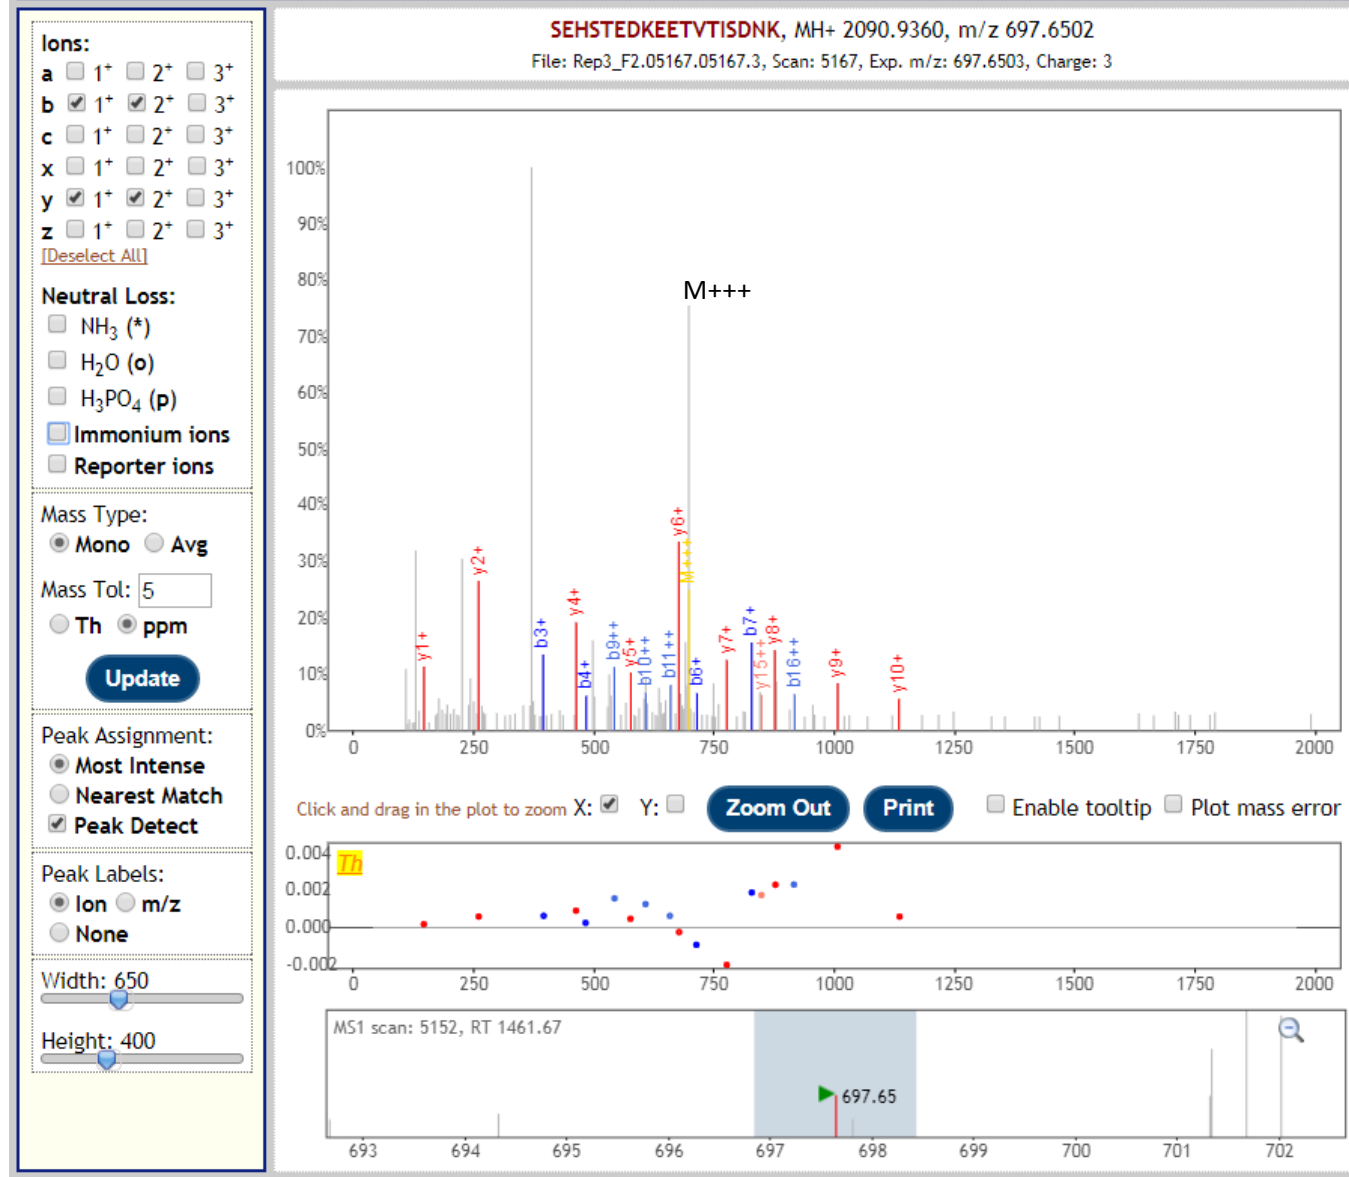 Ions:
a 1+ 2+ 3+
b 1+ 2+ 3+
c 1+ 2+ 3+
x 1+ 2+ 3+
y 1+ 2+ 3+
z 1+ 2+ 3+
[Deselect All]
Neutral Loss:
NH3 (*)
H2O (o)
H3PO4 (p)
Immonium ions
Reporter ions
Mass Type:
Mono Avg
Mass Tol: 5
Th ppm
Update
Peak Assignment:
Most Intense
Nearest Match
Peak Detect
Peak Labels:
Ion m/z
None
Width: 650
Height: 400
SEHSTEDKEETVTISDNK, MH+ 2090.9360, m/z 697.6502
File: Rep3_F2.05167.05167.3, Scan: 5167, Exp. m/z: 697.6503, Charge: 3
100%
90%
80%
70%
60%
50%
40%
30%
20%
10%
0%
M+++
y1+
y2+
b3+
y4+
b4+
b9++
y5+
b10++
b11++
y6+
M+++
b6+
y7+
b7+
y15++
y8+
b16++
y9+
y10+
0 250 500 750 1000 1250 1500 1750 2000
Click and drag in the plot to zoom X: Y: Zoom Out Print Enable tooltip Plot mass error
0.004
Th
0.002
0.000
-0.002
0 250 500 750 1000 1250 1500 1750 2000
MS1 scan: 5152, RT 1461.67
697.65
693 694 695 696 697 698 699 700 701 702